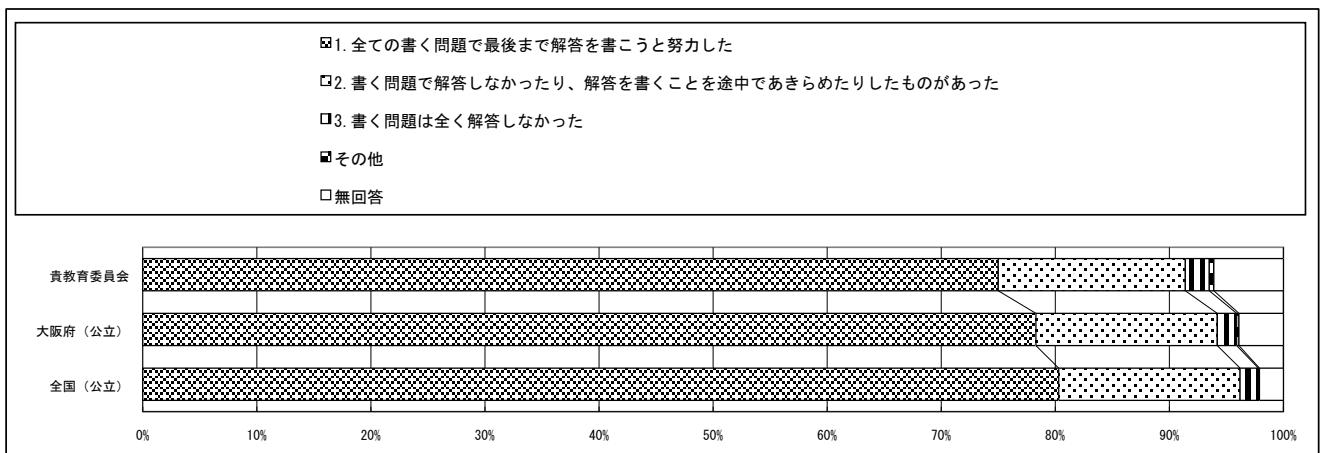 1. 全ての書く問題で最後まで解答を書こうと努力した
2. 書く問題で解答しなかったり、解答を書くことを途中であきらめたりしたものがあった
3. 書く問題は全く解答しなかった
その他
無回答
貴教育委員会
大阪府（公立）
全国（公立）
0% 10% 20% 30% 40% 50% 60% 70% 80% 90% 100%